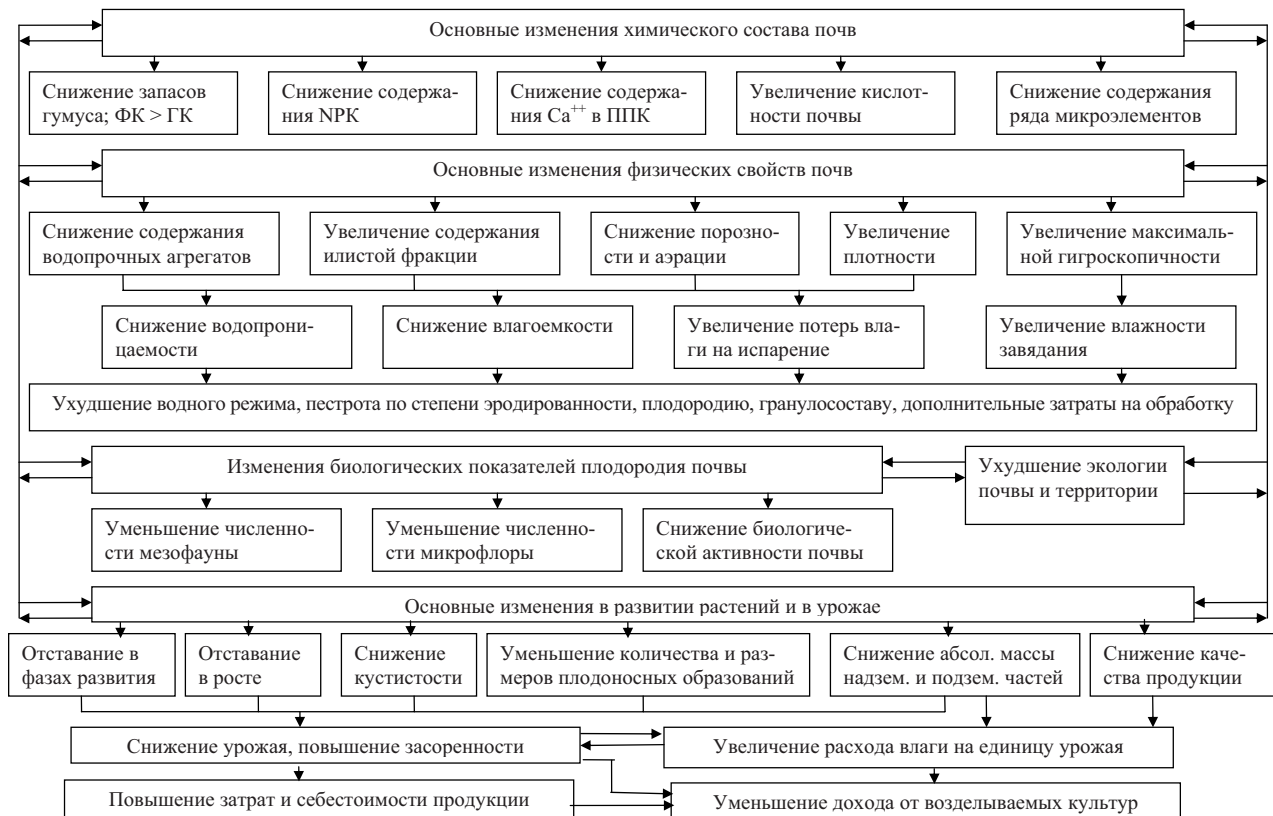 Основные изменения химического состава почв
Снижение запасов
гумуса; ФК > ГК
Снижение содержа-
ния NPК
Снижение содержа-
ния Ca⁺⁺ в ППК
Увеличение кислот-
ности почвы
Снижение содержания
ряда микроэлементов
Основные изменения физических свойств почв
Снижение содержания
водопрочных агрегатов
Увеличение содержания
илистой фракции
Снижение порозно-
сти и аэрации
Увеличение
плотности
Увеличение максималь-
ной гигроскопичности
Снижение водопрони-
цаемости
Снижение влагоемкости
Увеличение потерь вла-
ги на испарение
Увеличение влажности
завядания
Ухудшение водного режима, пестрота по степени эродированности, плодородию, гранулосоставу, дополнительные затраты на обработку
Изменения биологических показателей плодородия почвы
Ухудшение экологии
почвы и территории
Уменьшение численно-
сти мезофауны
Уменьшение численно-
сти микрофлоры
Снижение биологиче-
ской активности почвы
Основные изменения в развитии растений и в урожае
Отставание в
фазах развития
Отставание
в росте
Снижение
кустистости
Уменьшение количества и раз-
меров плодоносных образований
Снижение абсол. массы
надзем. и подзем. частей
Снижение каче-
ства продукции
Снижение урожая, повышение засоренности
Увеличение расхода влаги на единицу урожая
Повышение затрат и себестоимости продукции
Уменьшение дохода от возделываемых культур